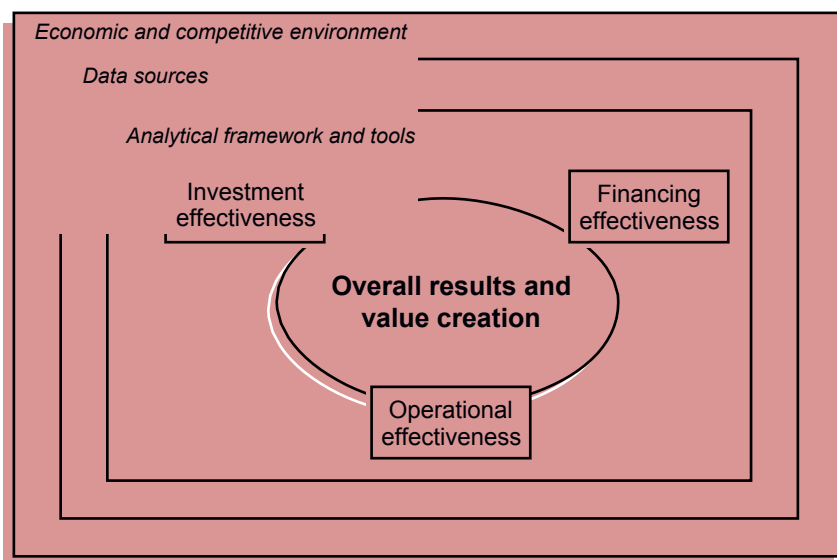 Economic and competitive environment
Data sources
Analytical framework and tools
Investment
effectiveness
Financing
effectiveness
Overall results and
value creation
Operational
effectiveness